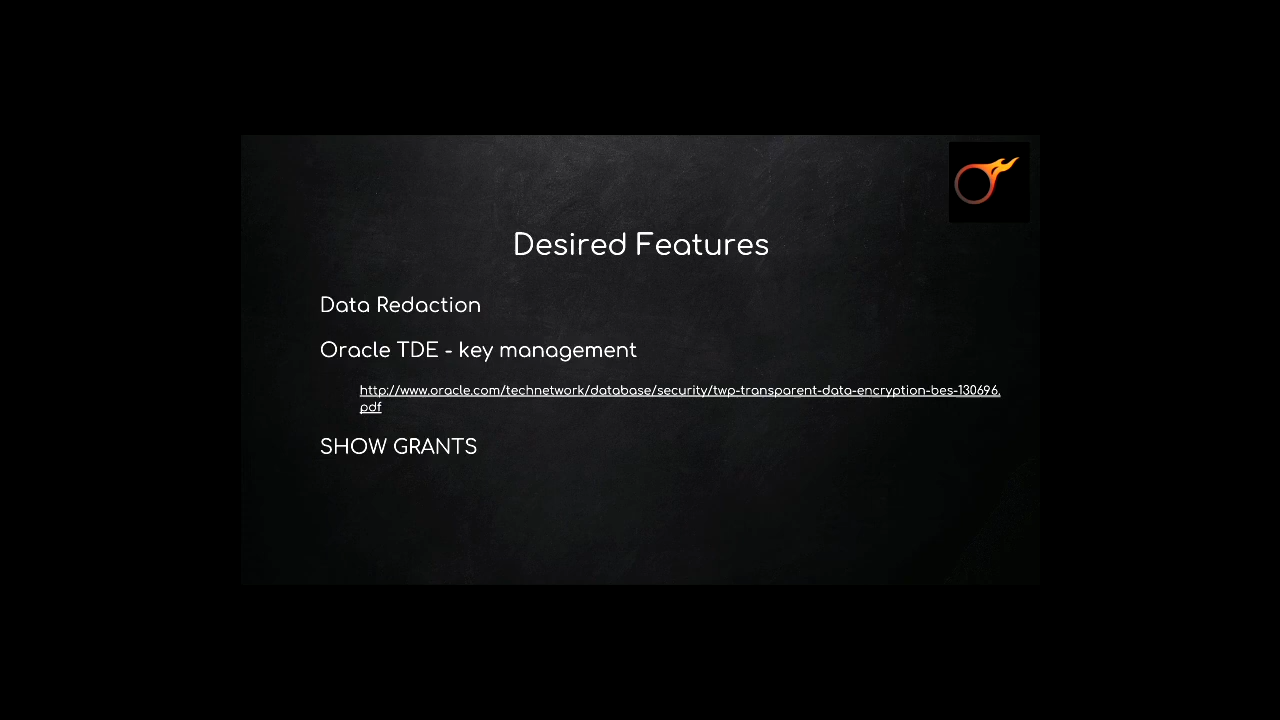 Desired Features
Data Redaction
Oracle TDE - key management
http://www.oracle.com/technetwork/database/security/twp-transparent-data-encryption-bes-130696.
pdf
SHOW GRANTS